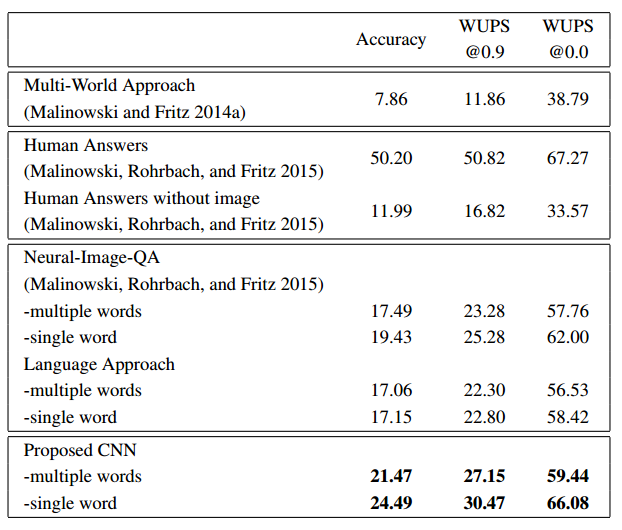 Accuracy WUPS @0.9 WUPS @0.0
Multi-World Approach
(Malinowski and Fritz 2014a) 7.86 11.86 38.79
Human Answers
(Malinowski, Rohrbach, and Fritz 2015) 50.20 50.82 67.27
Human Answers without image
(Malinowski, Rohrbach, and Fritz 2015) 11.99 16.82 33.57
Neural-Image-QA
(Malinowski, Rohrbach, and Fritz 2015)
-multiple words 17.49 23.28 57.76
-single word 19.43 25.28 62.00
Language Approach
-multiple words 17.06 22.30 56.53
-single word 17.15 22.80 58.42
Proposed CNN
-multiple words 21.47 27.15 59.44
-single word 24.49 30.47 66.08